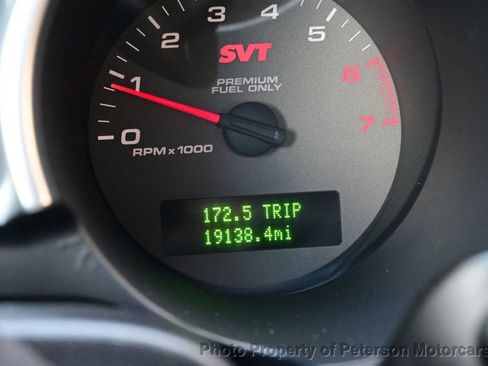 0 1 2 3 4 5 6 7
SVT
PREMIUM
FUEL ONLY
RPM x 1000
172.5 TRIP
19138.4mi
Photo Property of Peterson Motorcars